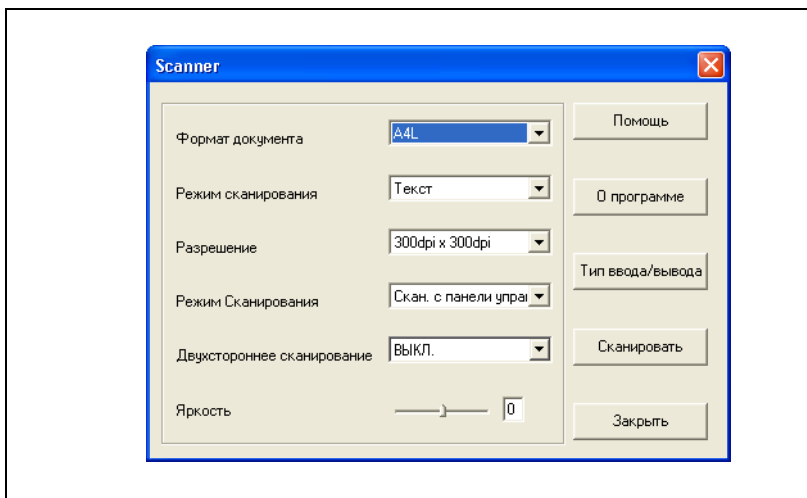 Scanner
Формат документа
A4L
Помощь
Режим сканирования
Текст
О программе
Разрешение
300dpi x 300dpi
Тип ввода/вывода
Режим Сканирования
Скан. с панели упра
Двухстороннее сканирование
ВЫКЛ.
Сканировать
Яркость
0
Закрыть